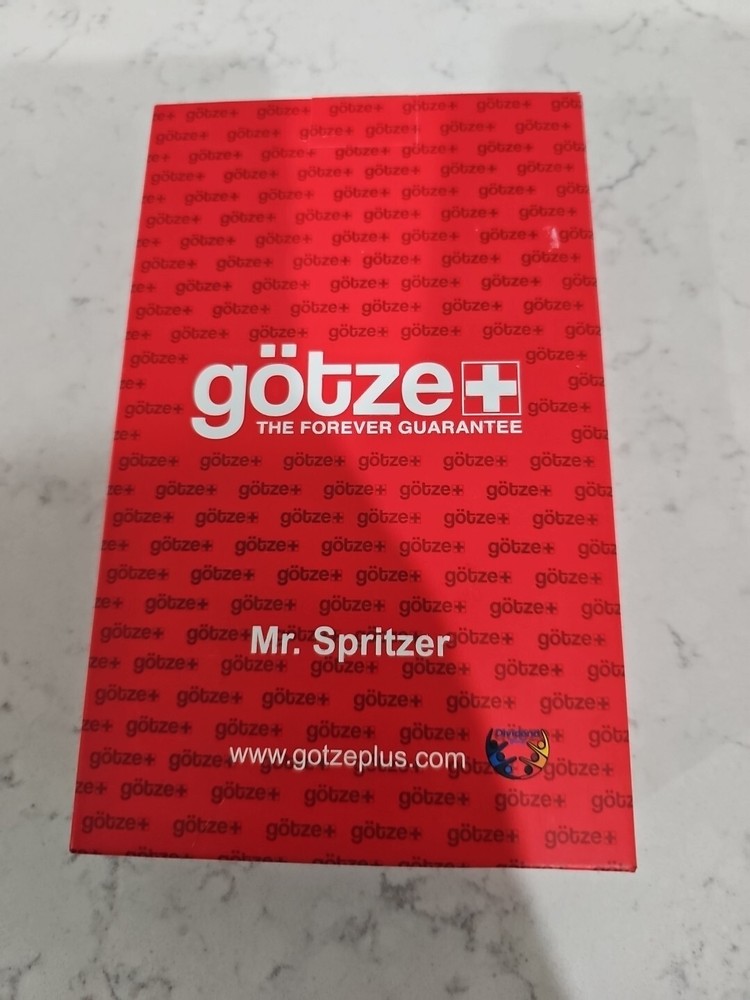 götze+
THE FOREVER GUARANTEE
Mr. Spritzer
www.gotzeplus.com